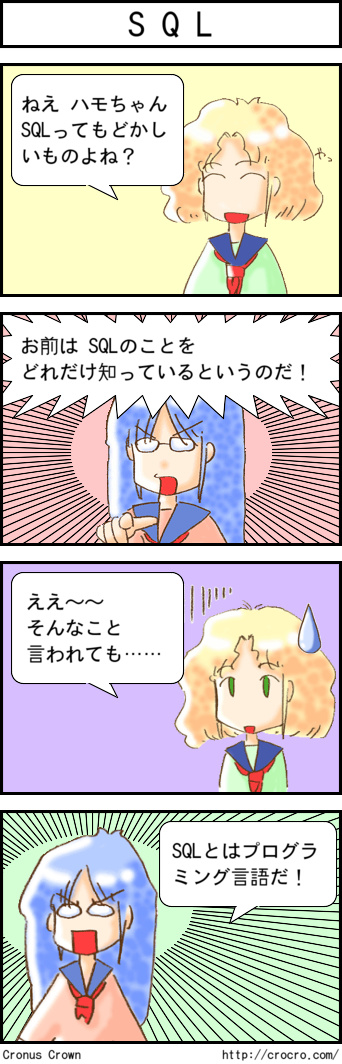 SQL
ねえ ハモちゃん
SQLってもどかし
いものよね？
やっ
お前は SQLのことを
どれだけ知っているというのだ！
ええ～～
そんなこと
言われても……
SQLとはプログラ
ミング言語だ！
Cronus Crown
http://crocro.com/